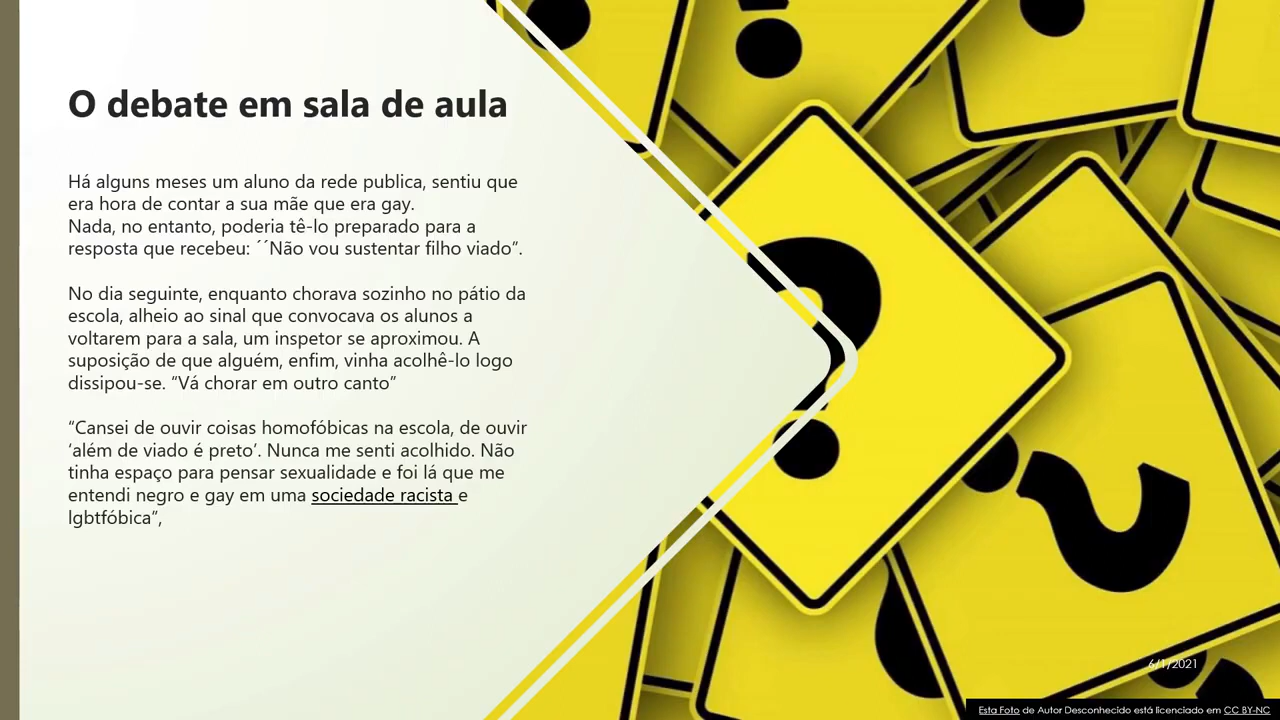 O debate em sala de aula
Há alguns meses um aluno da rede publica, sentiu que
era hora de contar a sua mãe que era gay.
Nada, no entanto, poderia tê-lo preparado para a
resposta que recebeu: ´´Não vou sustentar filho viado”.
No dia seguinte, enquanto chorava sozinho no pátio da
escola, alheio ao sinal que convocava os alunos a
voltarem para a sala, um inspetor se aproximou. A
suposição de que alguém, enfim, vinha acolhê-lo logo
dissipou-se. “Vá chorar em outro canto”
“Cansei de ouvir coisas homofóbicas na escola, de ouvir
‘além de viado é preto’. Nunca me senti acolhido. Não
tinha espaço para pensar sexualidade e foi lá que me
entendi negro e gay em uma sociedade racista e
lgbtfóbica”,
?
?
6/1/2021
Esta Foto de Autor Desconhecido está licenciado em CC BY-NC